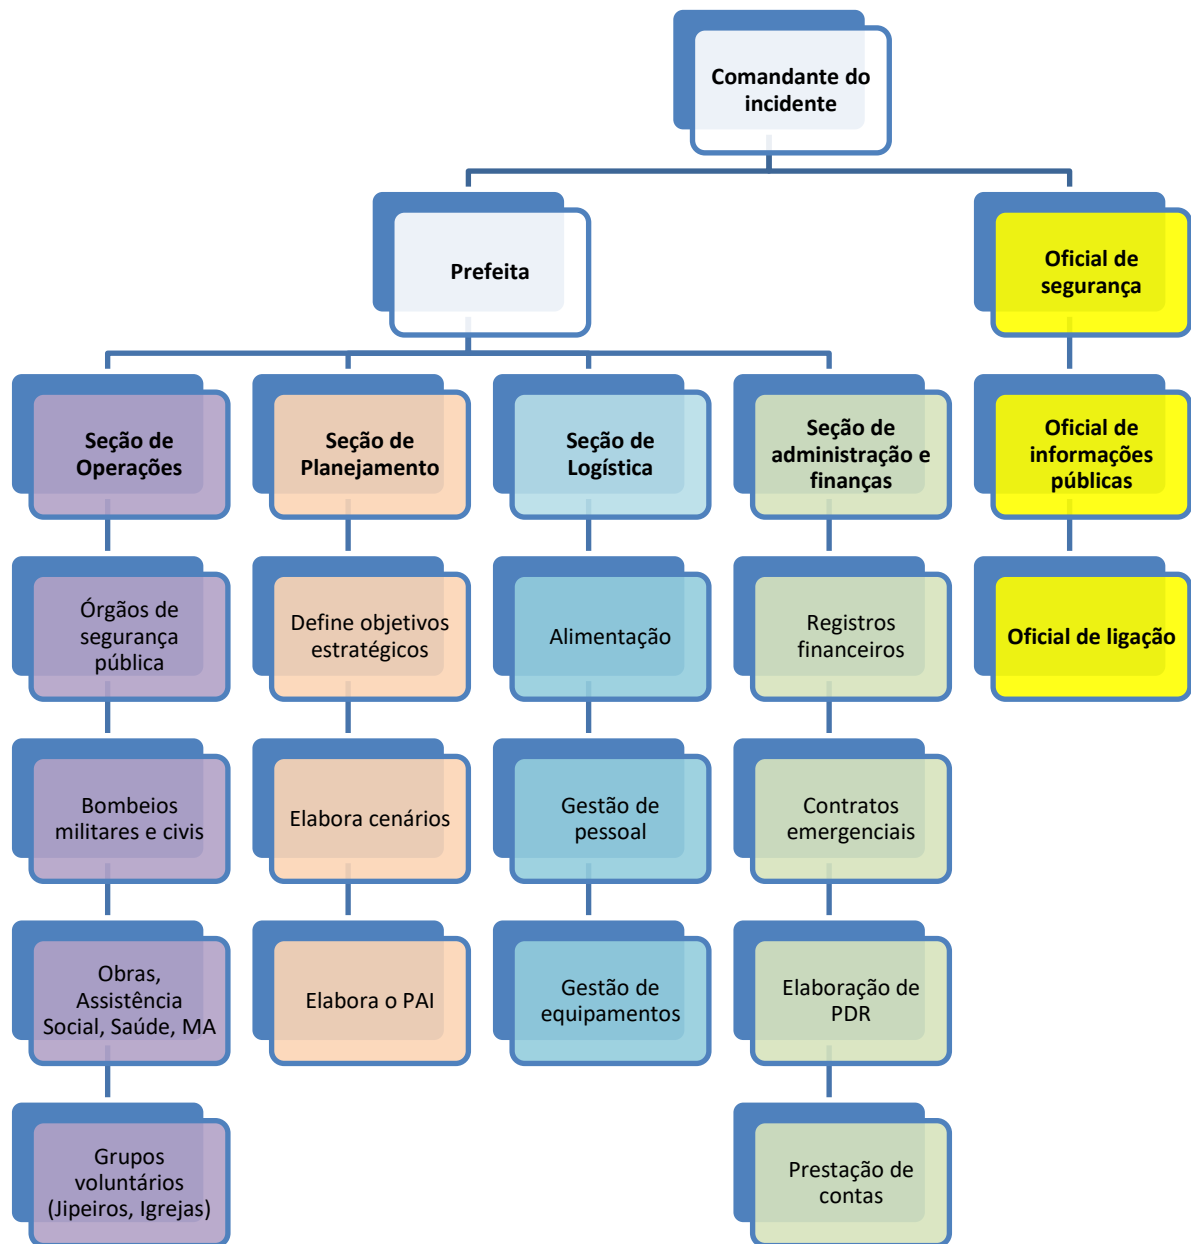 Comandante do
incidente
Prefeita
Oficial de
segurança
Seção de
Operações
Seção de
Planejamento
Seção de
Logística
Seção de
administração e
finanças
Oficial de
informações
públicas
Órgãos de
segurança
pública
Define objetivos
estratégicos
Alimentação
Registros
financeiros
Oficial de ligação
Bombeios
militares e civis
Elabora cenários
Gestão de
pessoal
Contratos
emergenciais
Obras,
Assistência
Social, Saúde, MA
Elabora o PAI
Gestão de
equipamentos
Elaboração de
PDR
Grupos
voluntários
(Jipeiros, Igrejas)
Prestação de
contas